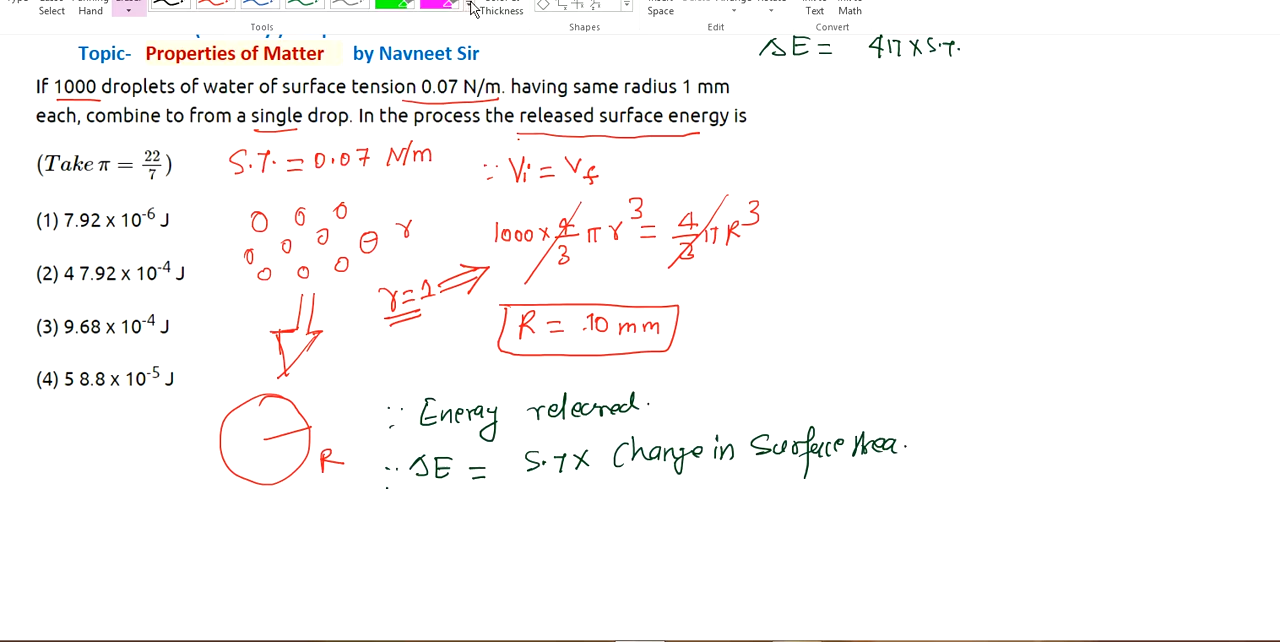 Select
Hand
Thickness
Space
Text
Math
Tools
Shapes
Edit
Convert
Topic- Properties of Matter by Navneet Sir
ΔE = 4π x S.T.
If 1000 droplets of water of surface tension 0.07 N/m. having same radius 1 mm
each, combine to from a single drop. In the process the released surface energy is
(Take π = 22/7)
S.T. = 0.07 N/m
∵ Vi = Vf
(1) 7.92 x 10⁻⁶ J
r
1000 x 4/3 π r³ = 4/3 π R³
(2) 4 7.92 x 10⁻⁴ J
r=1 ⇒
(3) 9.68 x 10⁻⁴ J
R = .10 mm
(4) 5 8.8 x 10⁻⁵ J
∵ Energy released.
R
∵ ΔE = S.T x Change in Surface Area.